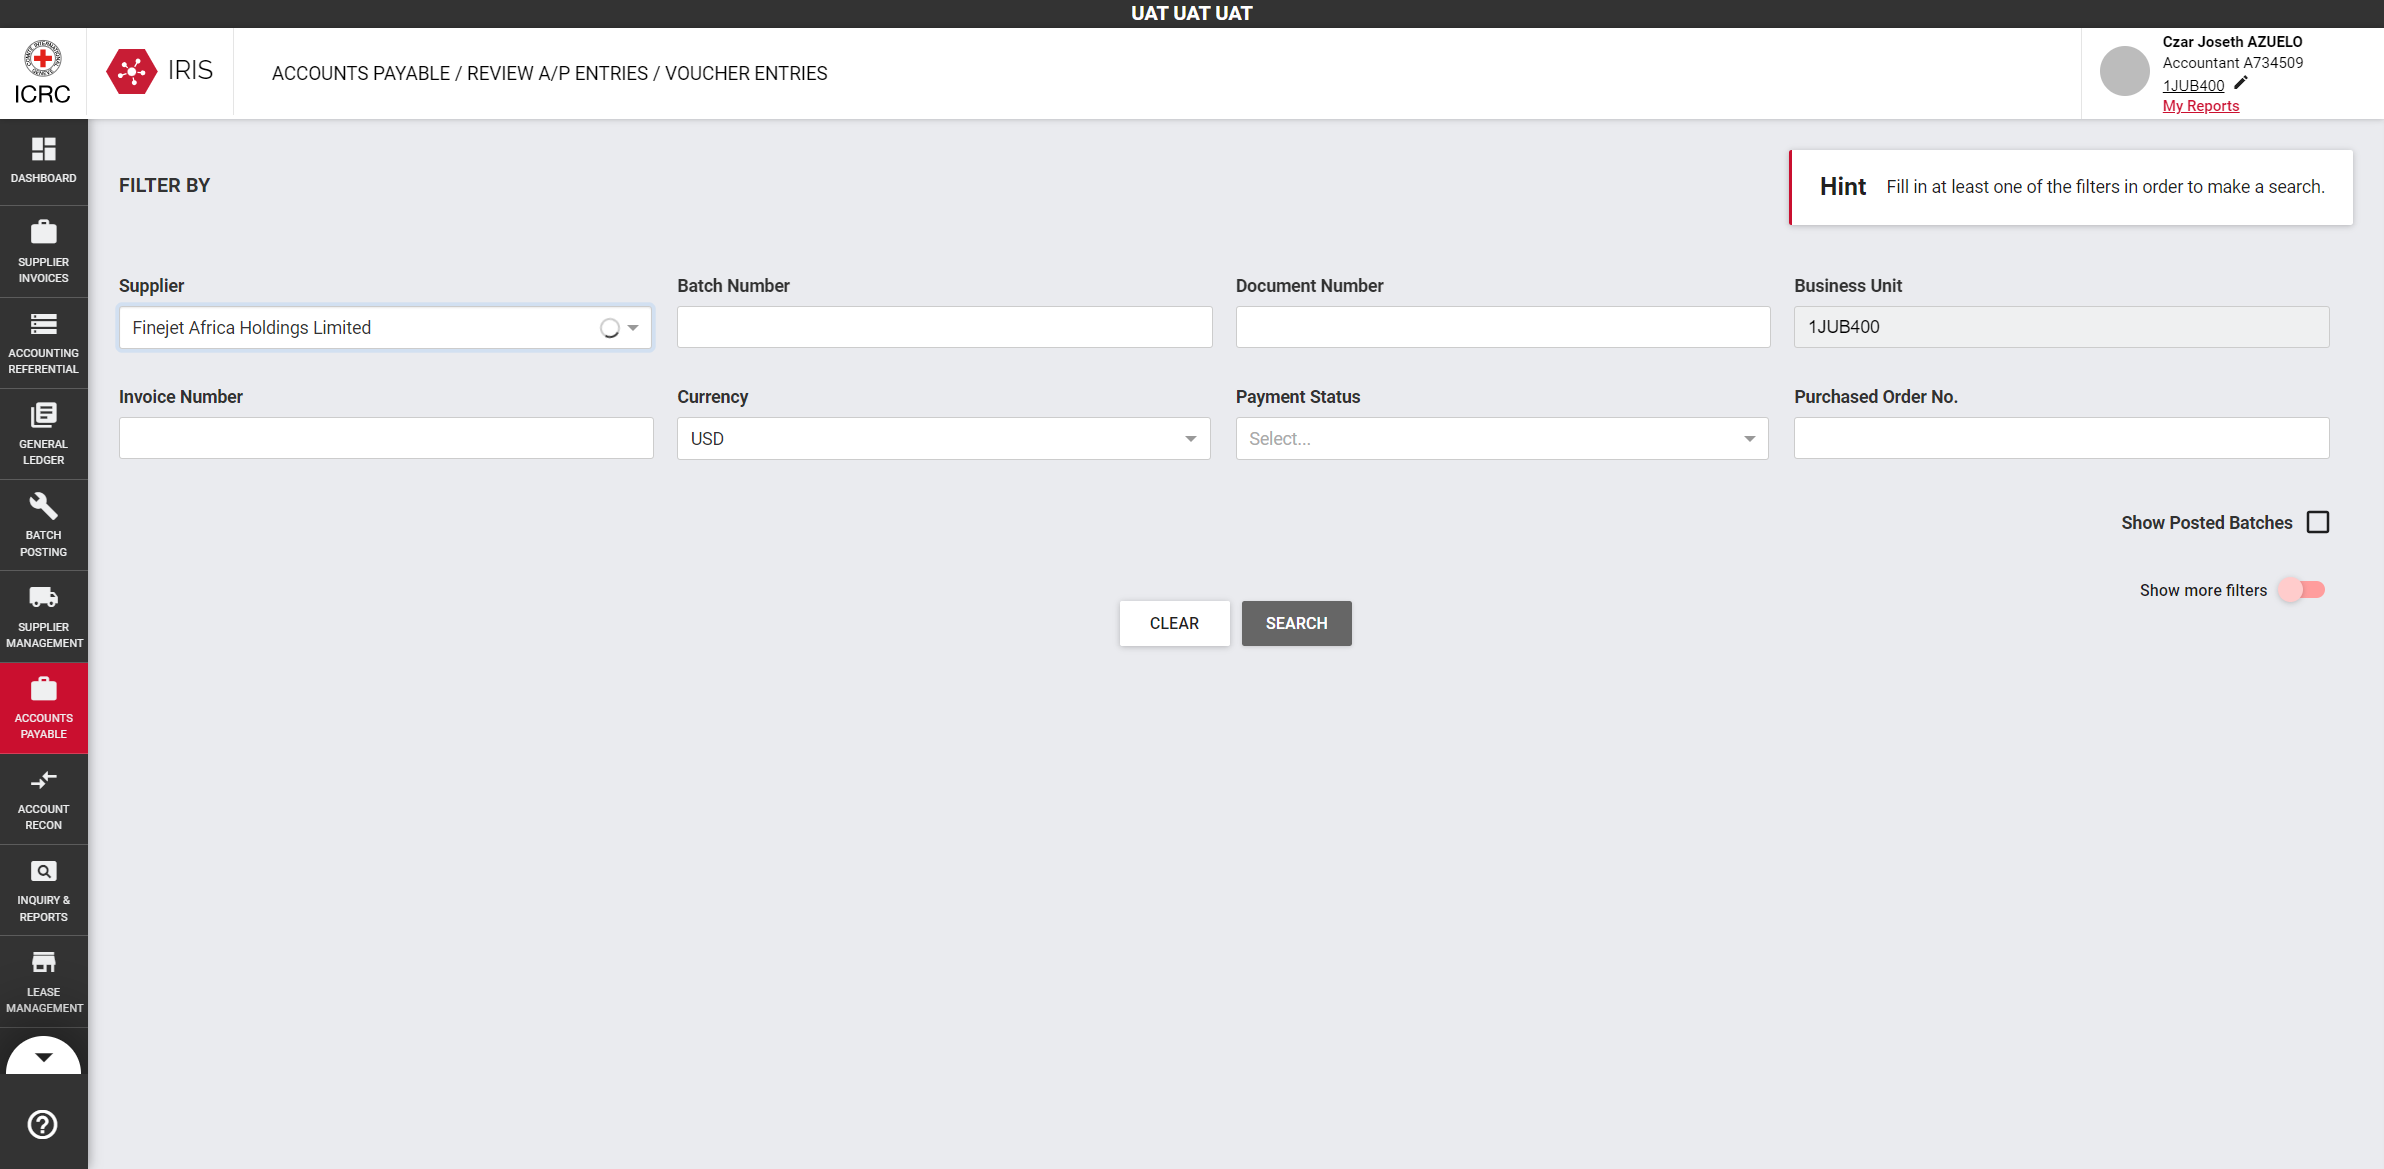 UAT UAT UAT
ICRC
IRIS
ACCOUNTS PAYABLE / REVIEW A/P ENTRIES / VOUCHER ENTRIES
Czar Joseth AZUELO
Accountant A734509
1JUB400
My Reports
DASHBOARD
SUPPLIER
INVOICES
ACCOUNTING
REFERENTIAL
GENERAL
LEDGER
BATCH
POSTING
SUPPLIER
MANAGEMENT
ACCOUNTS
PAYABLE
ACCOUNT
RECON
INQUIRY &
REPORTS
LEASE
MANAGEMENT
FILTER BY
Hint Fill in at least one of the filters in order to make a search.
Supplier
Finejet Africa Holdings Limited
Batch Number
Document Number
Business Unit
1JUB400
Invoice Number
Currency
USD
Payment Status
Select...
Purchased Order No.
Show Posted Batches
Show more filters
CLEAR
SEARCH